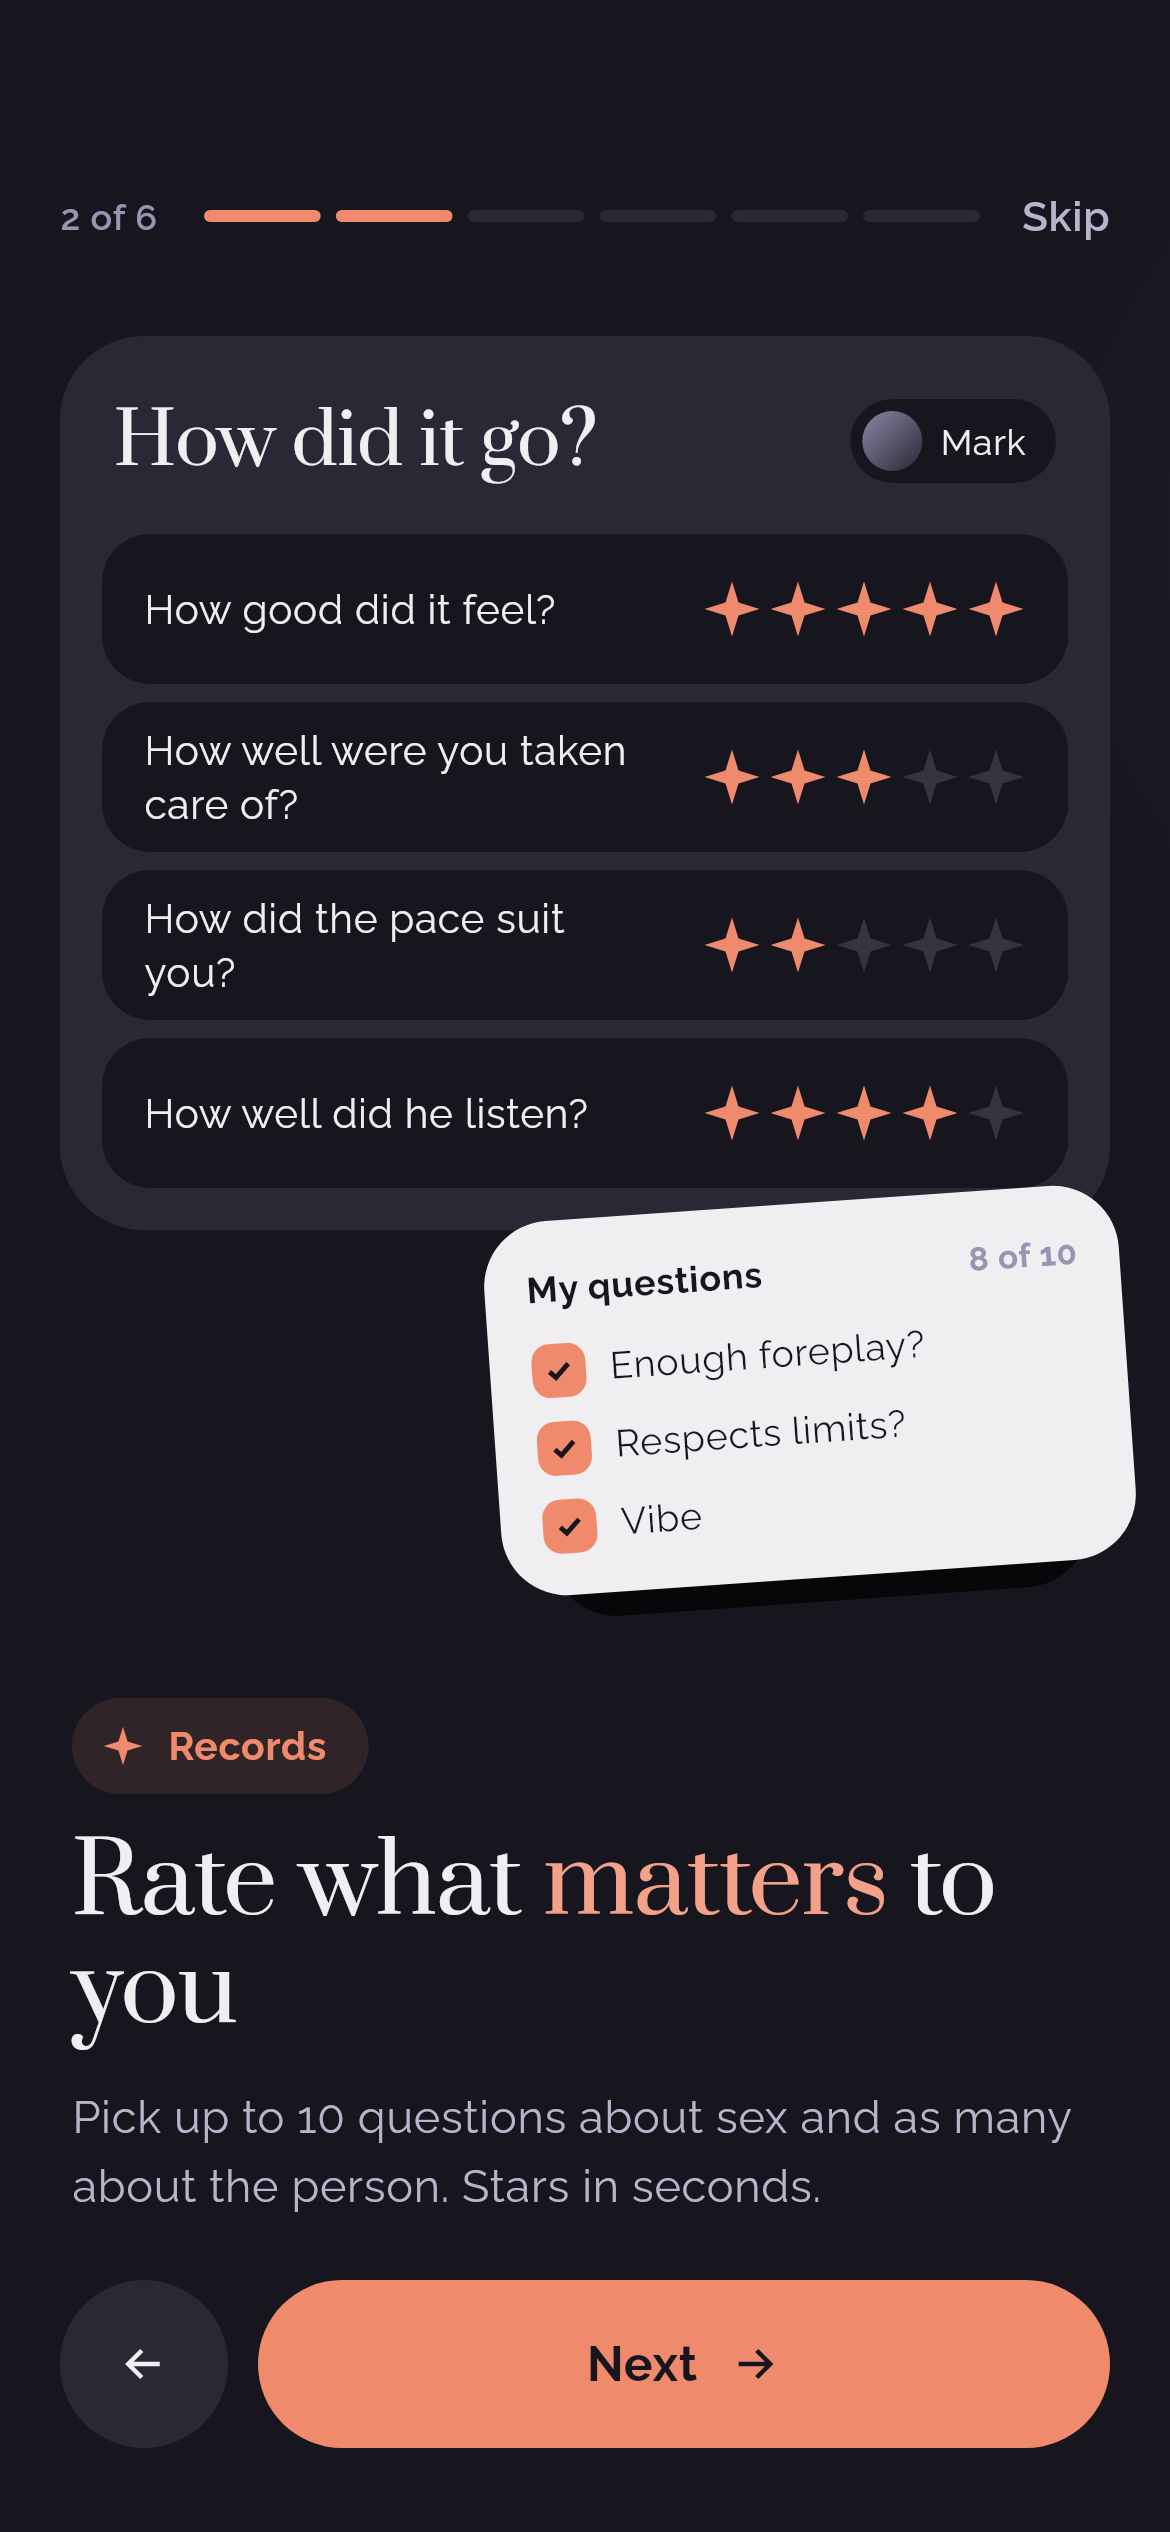 2 of 6
Skip
How did it go?
Mark
How good did it feel?
How well were you taken
care of?
How did the pace suit
you?
How well did he listen?
My questions
8 of 10
Enough foreplay?
Respects limits?
Vibe
Records
Rate what matters to
you
Pick up to 10 questions about sex and as many
about the person. Stars in seconds.
Next